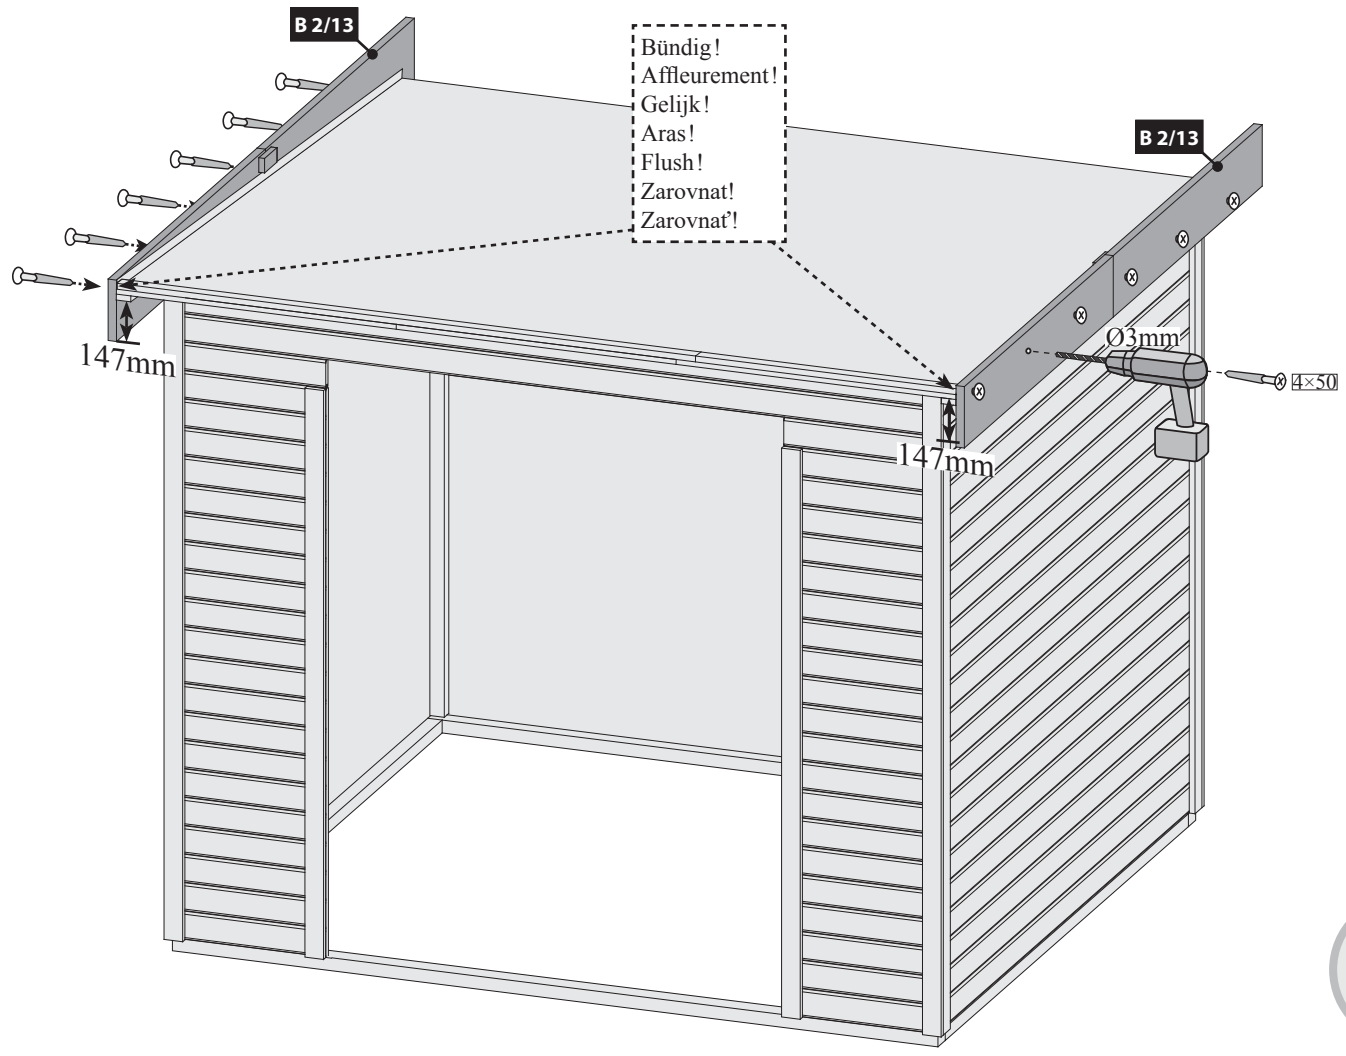 B 2/13
Bündig!
Affleurement!
Gelijk!
Aras!
Flush!
Zarovnat!
Zarovnať!
B 2/13
Ø3mm
4×50
147mm
147mm